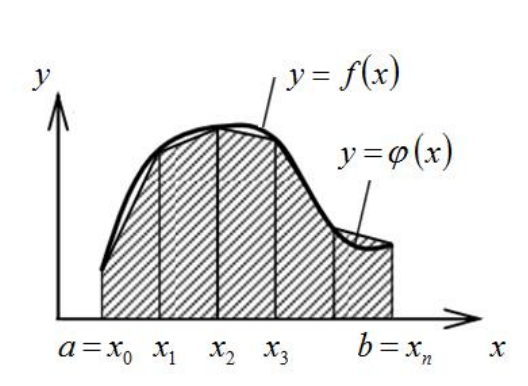 y
y = f(x)
y = φ(x)
a = x₀ x₁ x₂ x₃ b = xₙ x